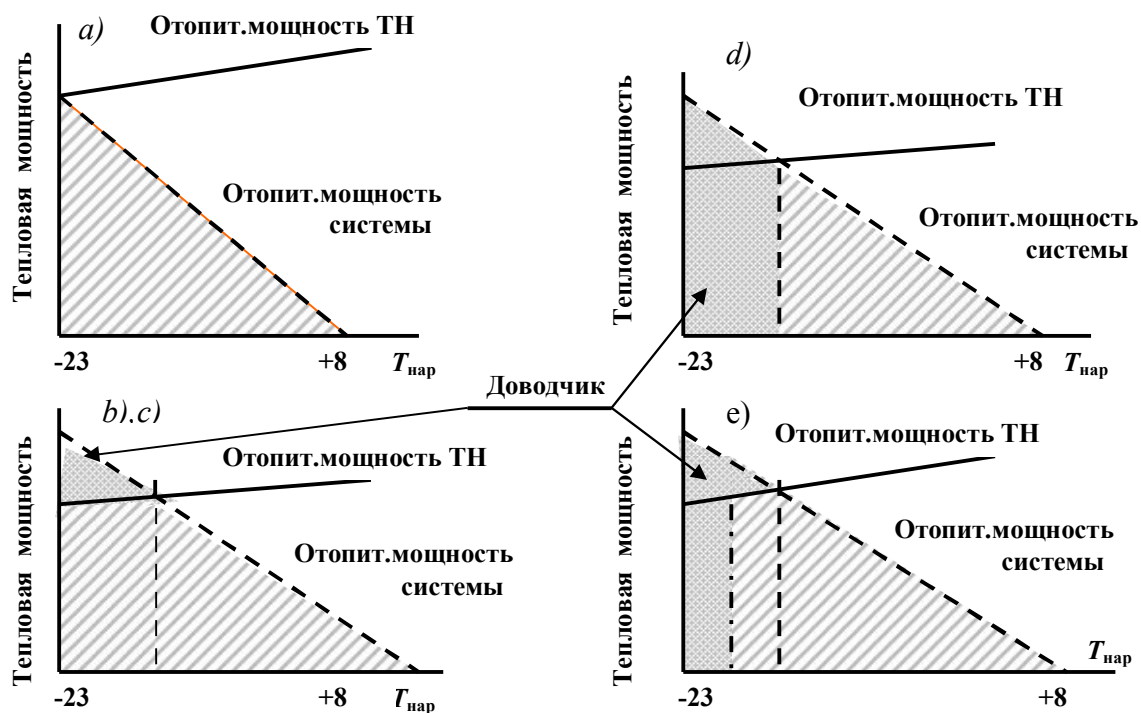 a)
Отопит.мощность ТН
Тепловая мощность
Отопит.мощность
системы
-23
+8
Tнар
d)
Отопит.мощность ТН
Тепловая мощность
Отопит.мощность
системы
-23
+8
Tнар
Доводчик
b),c)
Отопит.мощность ТН
Тепловая мощность
Отопит.мощность
системы
-23
+8
Tнар
e)
Отопит.мощность ТН
Тепловая мощность
Отопит.мощность
системы
Tнар
-23
+8